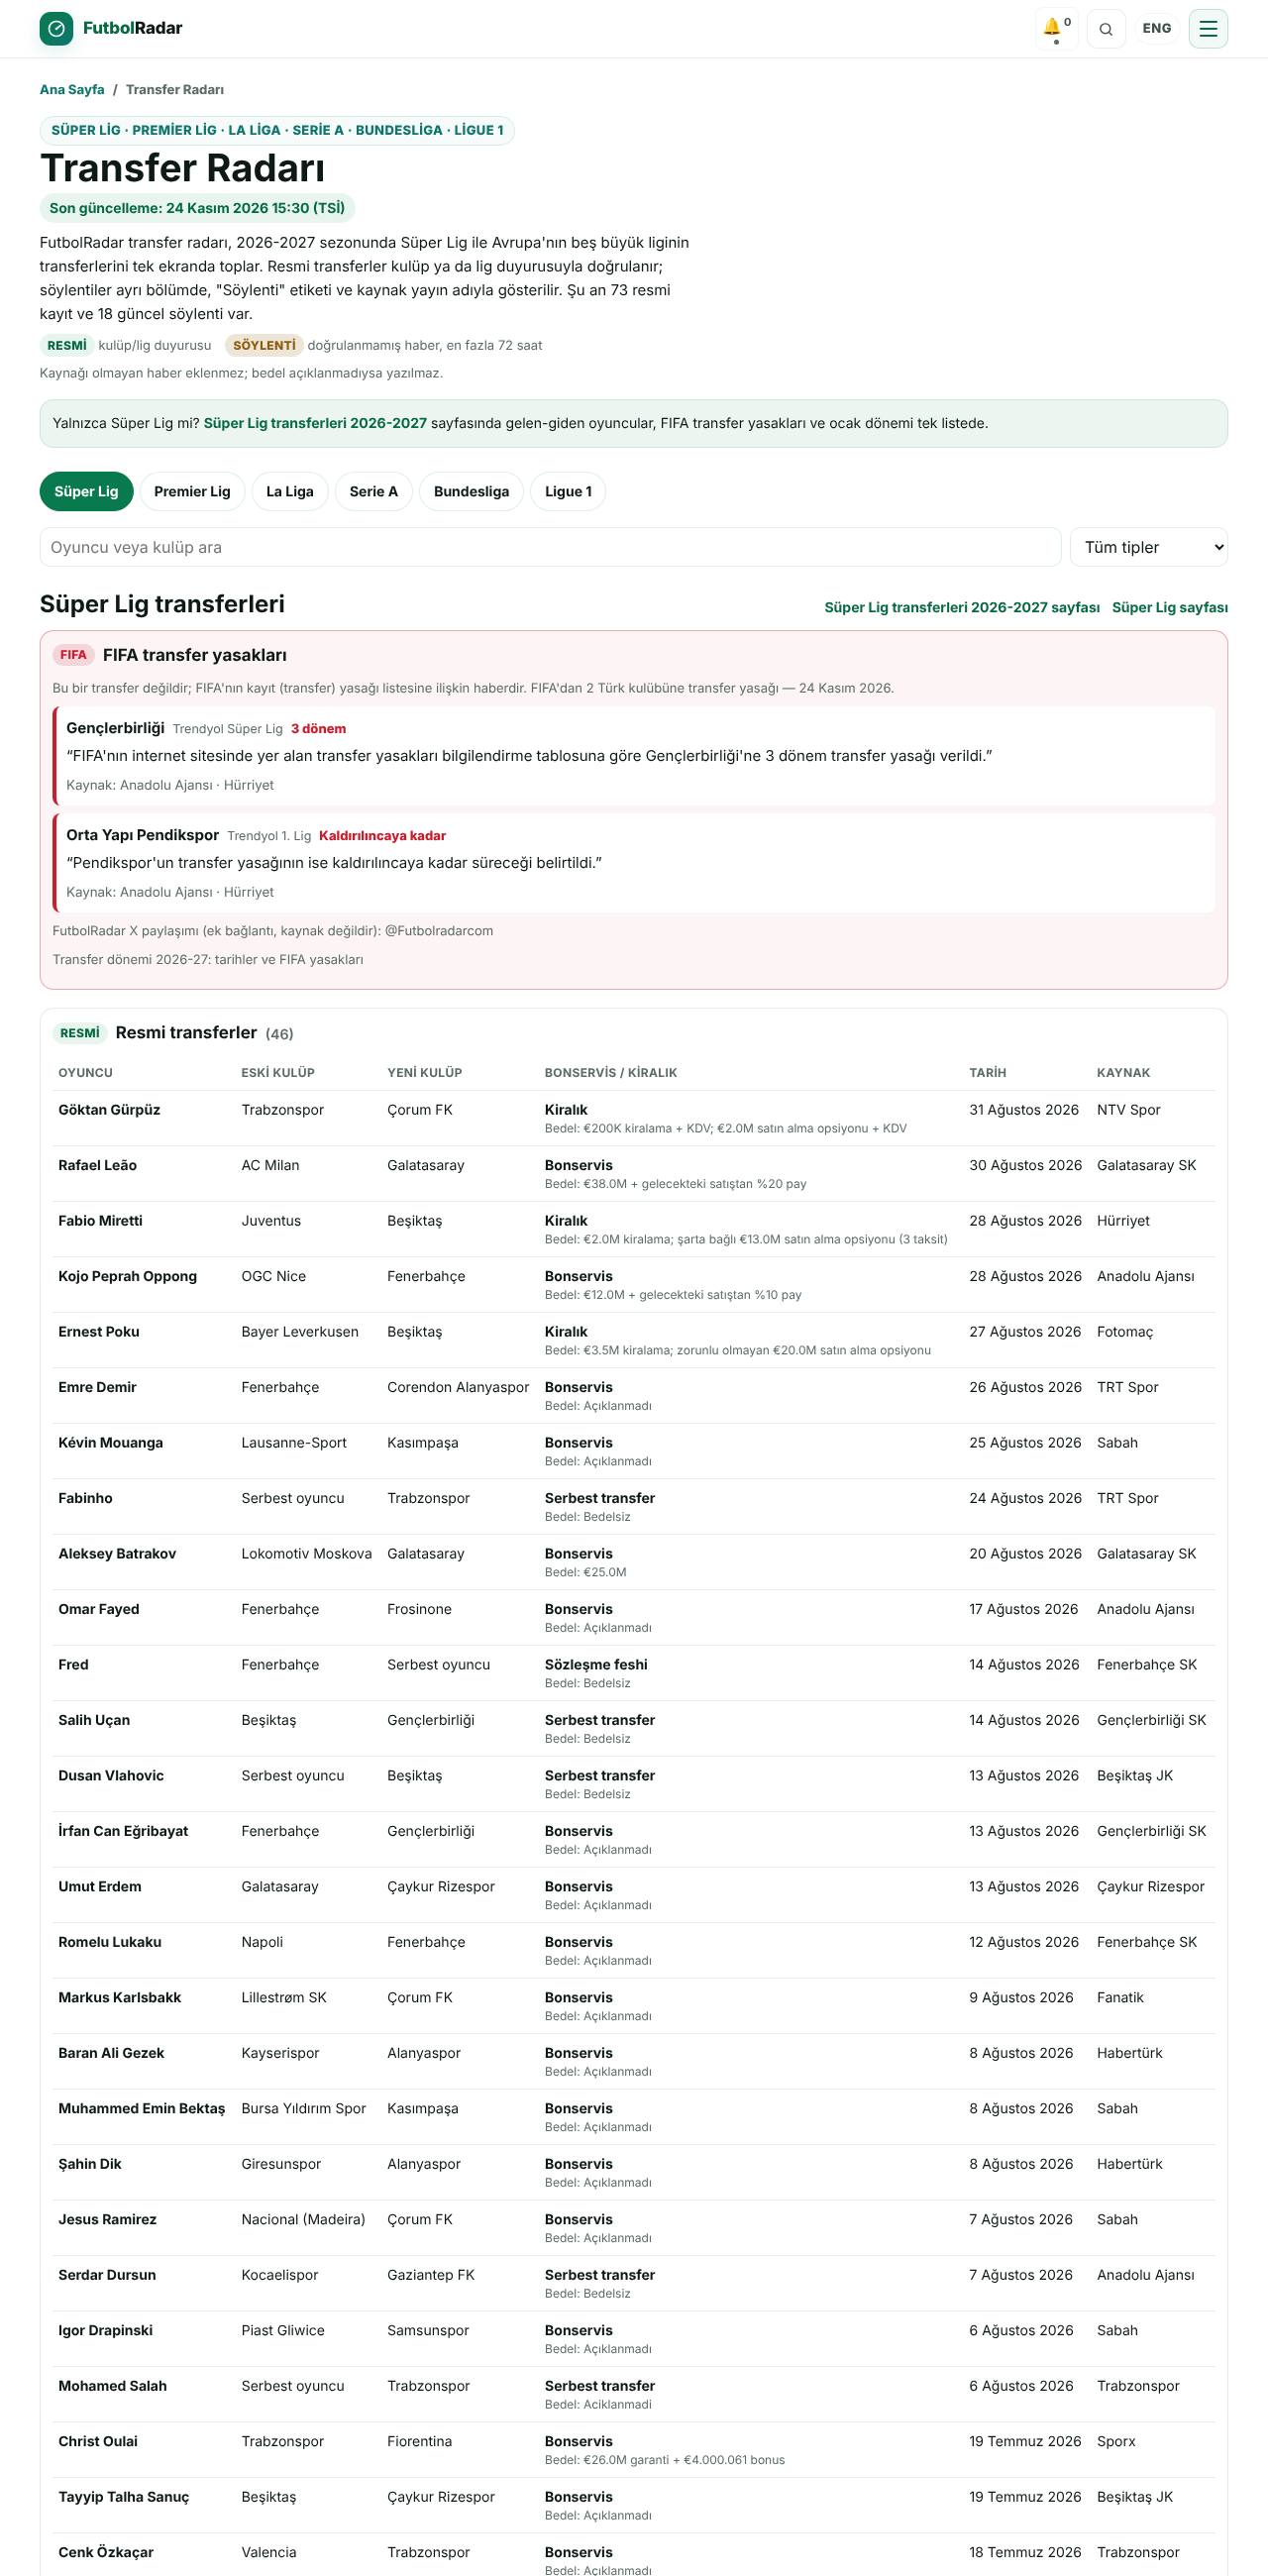 FutbolRadar
🔔 0
ENG
Ana Sayfa / Transfer Radarı
SÜPER LİG · PREMİER LİG · LA LİGA · SERİE A · BUNDESLİGA · LİGUE 1
Transfer Radarı
Son güncelleme: 24 Kasım 2026 15:30 (TSİ)
FutbolRadar transfer radarı, 2026-2027 sezonunda Süper Lig ile Avrupa'nın beş büyük liginin
transferlerini tek ekranda toplar. Resmi transferler kulüp ya da lig duyurusuyla doğrulanır;
söylentiler ayrı bölümde, "Söylenti" etiketi ve kaynak yayın adıyla gösterilir. Şu an 73 resmi
kayıt ve 18 güncel söylenti var.
RESMİ kulüp/lig duyurusu SÖYLENTİ doğrulanmamış haber, en fazla 72 saat
Kaynağı olmayan haber eklenmez; bedel açıklanmadıysa yazılmaz.
Yalnızca Süper Lig mi? Süper Lig transferleri 2026-2027 sayfasında gelen-giden oyuncular, FIFA transfer yasakları ve ocak dönemi tek listede.
Süper Lig Premier Lig La Liga Serie A Bundesliga Ligue 1
Oyuncu veya kulüp ara Tüm tipler
Süper Lig transferleri Süper Lig transferleri 2026-2027 sayfası Süper Lig sayfası
FIFA FIFA transfer yasakları
Bu bir transfer değildir; FIFA'nın kayıt (transfer) yasağı listesine ilişkin haberdir. FIFA'dan 2 Türk kulübüne transfer yasağı — 24 Kasım 2026.
Gençlerbirliği Trendyol Süper Lig 3 dönem
“FIFA'nın internet sitesinde yer alan transfer yasakları bilgilendirme tablosuna göre Gençlerbirliği'ne 3 dönem transfer yasağı verildi.”
Kaynak: Anadolu Ajansı · Hürriyet
Orta Yapı Pendikspor Trendyol 1. Lig Kaldırılıncaya kadar
“Pendikspor'un transfer yasağının ise kaldırılıncaya kadar süreceği belirtildi.”
Kaynak: Anadolu Ajansı · Hürriyet
FutbolRadar X paylaşımı (ek bağlantı, kaynak değildir): @Futbolradarcom
Transfer dönemi 2026-27: tarihler ve FIFA yasakları
RESMİ Resmi transferler (46)
OYUNCU ESKİ KULÜP YENİ KULÜP BONSERVİS / KİRALIK TARİH KAYNAK
Göktan Gürpüz Trabzonspor Çorum FK Kiralık 31 Ağustos 2026 NTV Spor
Bedel: €200K kiralama + KDV; €2.0M satın alma opsiyonu + KDV
Rafael Leão AC Milan Galatasaray Bonservis 30 Ağustos 2026 Galatasaray SK
Bedel: €38.0M + gelecekteki satıştan %20 pay
Fabio Miretti Juventus Beşiktaş Kiralık 28 Ağustos 2026 Hürriyet
Bedel: €2.0M kiralama; şarta bağlı €13.0M satın alma opsiyonu (3 taksit)
Kojo Peprah Oppong OGC Nice Fenerbahçe Bonservis 28 Ağustos 2026 Anadolu Ajansı
Bedel: €12.0M + gelecekteki satıştan %10 pay
Ernest Poku Bayer Leverkusen Beşiktaş Kiralık 27 Ağustos 2026 Fotomaç
Bedel: €3.5M kiralama; zorunlu olmayan €20.0M satın alma opsiyonu
Emre Demir Fenerbahçe Corendon Alanyaspor Bonservis 26 Ağustos 2026 TRT Spor
Bedel: Açıklanmadı
Kévin Mouanga Lausanne-Sport Kasımpaşa Bonservis 25 Ağustos 2026 Sabah
Bedel: Açıklanmadı
Fabinho Serbest oyuncu Trabzonspor Serbest transfer 24 Ağustos 2026 TRT Spor
Bedel: Bedelsiz
Aleksey Batrakov Lokomotiv Moskova Galatasaray Bonservis 20 Ağustos 2026 Galatasaray SK
Bedel: €25.0M
Omar Fayed Fenerbahçe Frosinone Bonservis 17 Ağustos 2026 Anadolu Ajansı
Bedel: Açıklanmadı
Fred Fenerbahçe Serbest oyuncu Sözleşme feshi 14 Ağustos 2026 Fenerbahçe SK
Bedel: Bedelsiz
Salih Uçan Beşiktaş Gençlerbirliği Serbest transfer 14 Ağustos 2026 Gençlerbirliği SK
Bedel: Bedelsiz
Dusan Vlahovic Serbest oyuncu Beşiktaş Serbest transfer 13 Ağustos 2026 Beşiktaş JK
Bedel: Bedelsiz
İrfan Can Eğribayat Fenerbahçe Gençlerbirliği Bonservis 13 Ağustos 2026 Gençlerbirliği SK
Bedel: Açıklanmadı
Umut Erdem Galatasaray Çaykur Rizespor Bonservis 13 Ağustos 2026 Çaykur Rizespor
Bedel: Açıklanmadı
Romelu Lukaku Napoli Fenerbahçe Bonservis 12 Ağustos 2026 Fenerbahçe SK
Bedel: Açıklanmadı
Markus Karlsbakk Lillestrøm SK Çorum FK Bonservis 9 Ağustos 2026 Fanatik
Bedel: Açıklanmadı
Baran Ali Gezek Kayserispor Alanyaspor Bonservis 8 Ağustos 2026 Habertürk
Bedel: Açıklanmadı
Muhammed Emin Bektaş Bursa Yıldırım Spor Kasımpaşa Bonservis 8 Ağustos 2026 Sabah
Bedel: Açıklanmadı
Şahin Dik Giresunspor Alanyaspor Bonservis 8 Ağustos 2026 Habertürk
Bedel: Açıklanmadı
Jesus Ramirez Nacional (Madeira) Çorum FK Bonservis 7 Ağustos 2026 Sabah
Bedel: Açıklanmadı
Serdar Dursun Kocaelispor Gaziantep FK Serbest transfer 7 Ağustos 2026 Anadolu Ajansı
Bedel: Bedelsiz
Igor Drapinski Piast Gliwice Samsunspor Bonservis 6 Ağustos 2026 Sabah
Bedel: Açıklanmadı
Mohamed Salah Serbest oyuncu Trabzonspor Serbest transfer 6 Ağustos 2026 Trabzonspor
Bedel: Aciklanmadi
Christ Oulai Trabzonspor Fiorentina Bonservis 19 Temmuz 2026 Sporx
Bedel: €26.0M garanti + €4.000.061 bonus
Tayyip Talha Sanuç Beşiktaş Çaykur Rizespor Bonservis 19 Temmuz 2026 Beşiktaş JK
Bedel: Açıklanmadı
Cenk Özkaçar Valencia Trabzonspor Bonservis 18 Temmuz 2026 Trabzonspor
Bedel: Açıklanmadı